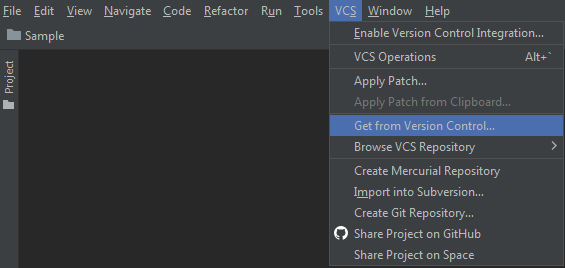 File Edit View Navigate Code Refactor Run Tools VCS Window Help
Sample
Project
Enable Version Control Integration...
VCS Operations Alt+`
Apply Patch...
Apply Patch from Clipboard...
Get from Version Control...
Browse VCS Repository
Create Mercurial Repository
Import into Subversion...
Create Git Repository...
Share Project on GitHub
Share Project on Space